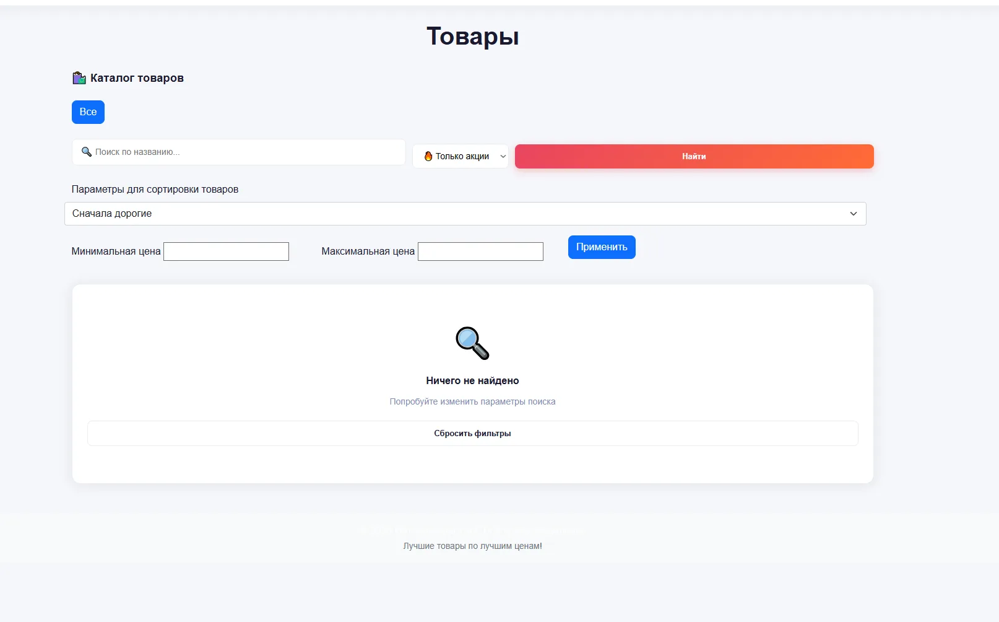 Товары
Каталог товаров
Все
Поиск по названию...
Только акции
Найти
Параметры для сортировки товаров
Сначала дорогие
Минимальная цена
Максимальная цена
Применить
Ничего не найдено
Попробуйте изменить параметры поиска
Сбросить фильтры
Лучшие товары по лучшим ценам!